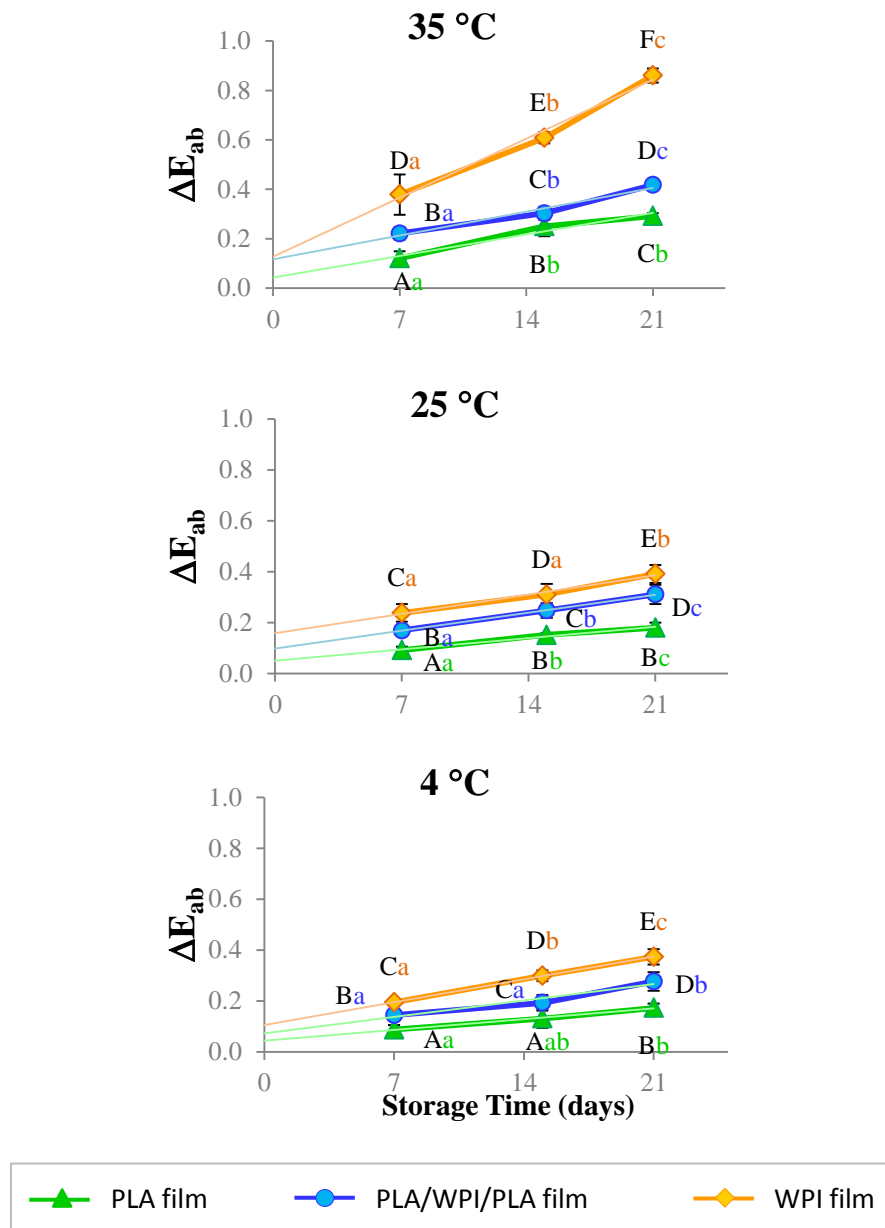 35 °C
1.0
0.8
0.6
0.4
0.2
0.0
ΔE_ab
Fc
Eb
Da
Dc
Cb
Ba
Cb
Bb
Aa
0 7 14 21
25 °C
1.0
0.8
0.6
0.4
0.2
0.0
ΔE_ab
Eb
Da
Ca
Dc
Cb
Ba
Aa
Bb
Bc
0 7 14 21
4 °C
1.0
0.8
0.6
0.4
0.2
0.0
ΔE_ab
Ec
Db
Ca
Ba
Ca
Db
Aa
Aab
Bb
0 7 14 21
Storage Time (days)
PLA film PLA/WPI/PLA film WPI film